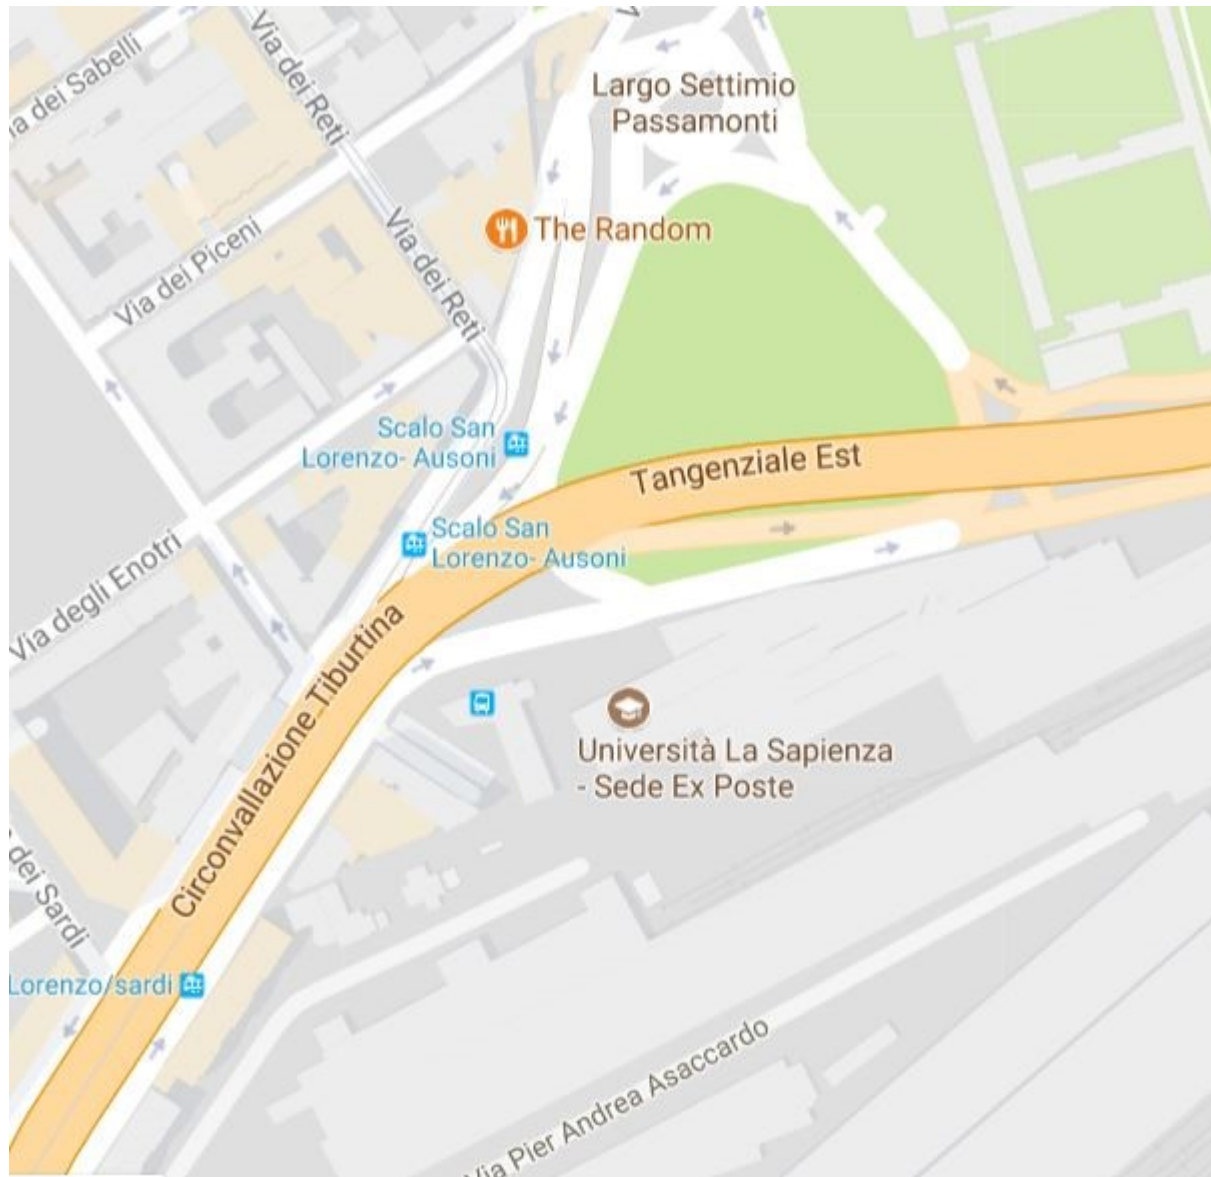 a dei Sabelli
Via dei Reti
Largo Settimio
Passamonti
The Random
Via dei Piceni
Via dei Reti
Scalo San
Lorenzo- Ausoni
Tangenziale Est
Scalo San
Lorenzo- Ausoni
Via degli Enotri
Circonvallazione Tiburtina
Università La Sapienza
- Sede Ex Poste
dei Sardi
Lorenzo/sardi
Via Pier Andrea Asaccardo